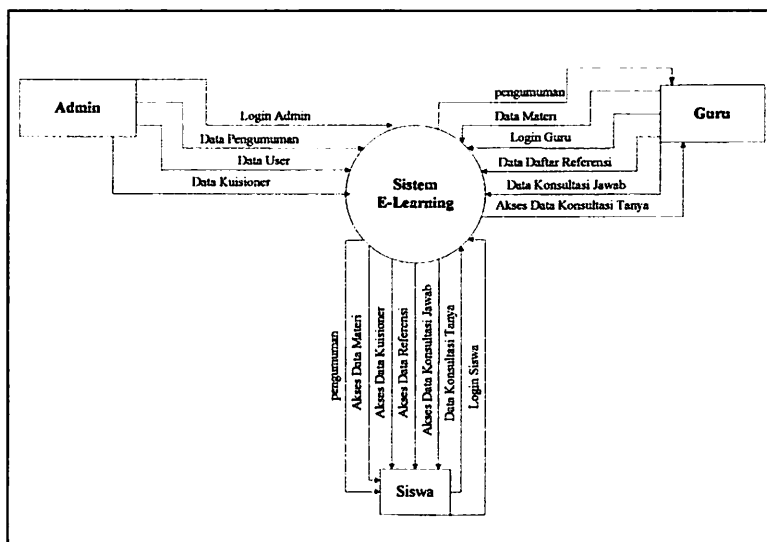 Admin
Login Admin
Data Pengumuman
Data User
Data Kuisioner
Sistem
E-Learning
pengumuman
Data Materi
Login Guru
Data Daftar Referensi
Data Konsultasi Jawab
Akses Data Konsultasi Tanya
Guru
pengumuman
Akses Data Materi
Akses Data Kuisioner
Akses Data Referensi
Akses Data Konsultasi Jawab
Data Konsultasi Tanya
Login Siswa
Siswa